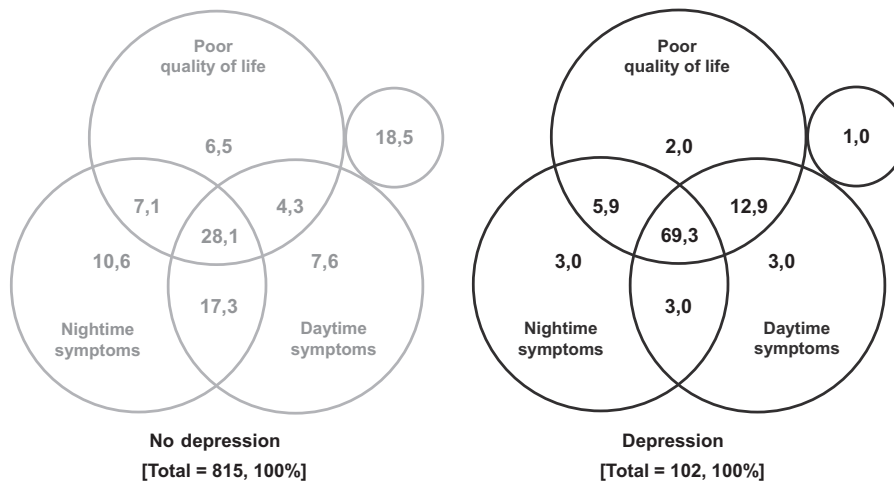 Poor
quality of life
18,5
6,5
7,1
4,3
28,1
10,6
7,6
17,3
Nightime
symptoms
Daytime
symptoms
No depression
[Total = 815, 100%]
Poor
quality of life
1,0
2,0
5,9
12,9
69,3
3,0
3,0
3,0
Nightime
symptoms
Daytime
symptoms
Depression
[Total = 102, 100%]